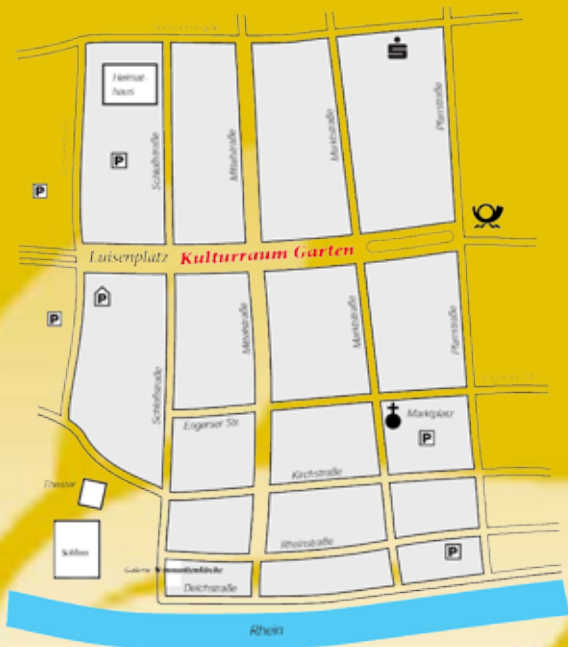 Heimat-
haus
P
Schloßstraße
Mittelstraße
Marktstraße
Pfarrstraße
P
Luisenplatz Kulturraum Garten
P
P
Schloßstraße
Mittelstraße
Marktstraße
Pfarrstraße
Engerser Str.
Marktplatz
P
Kirchstraße
Theater
Schloss
Rheinstraße
P
Galerie
Deichstraße
Rhein